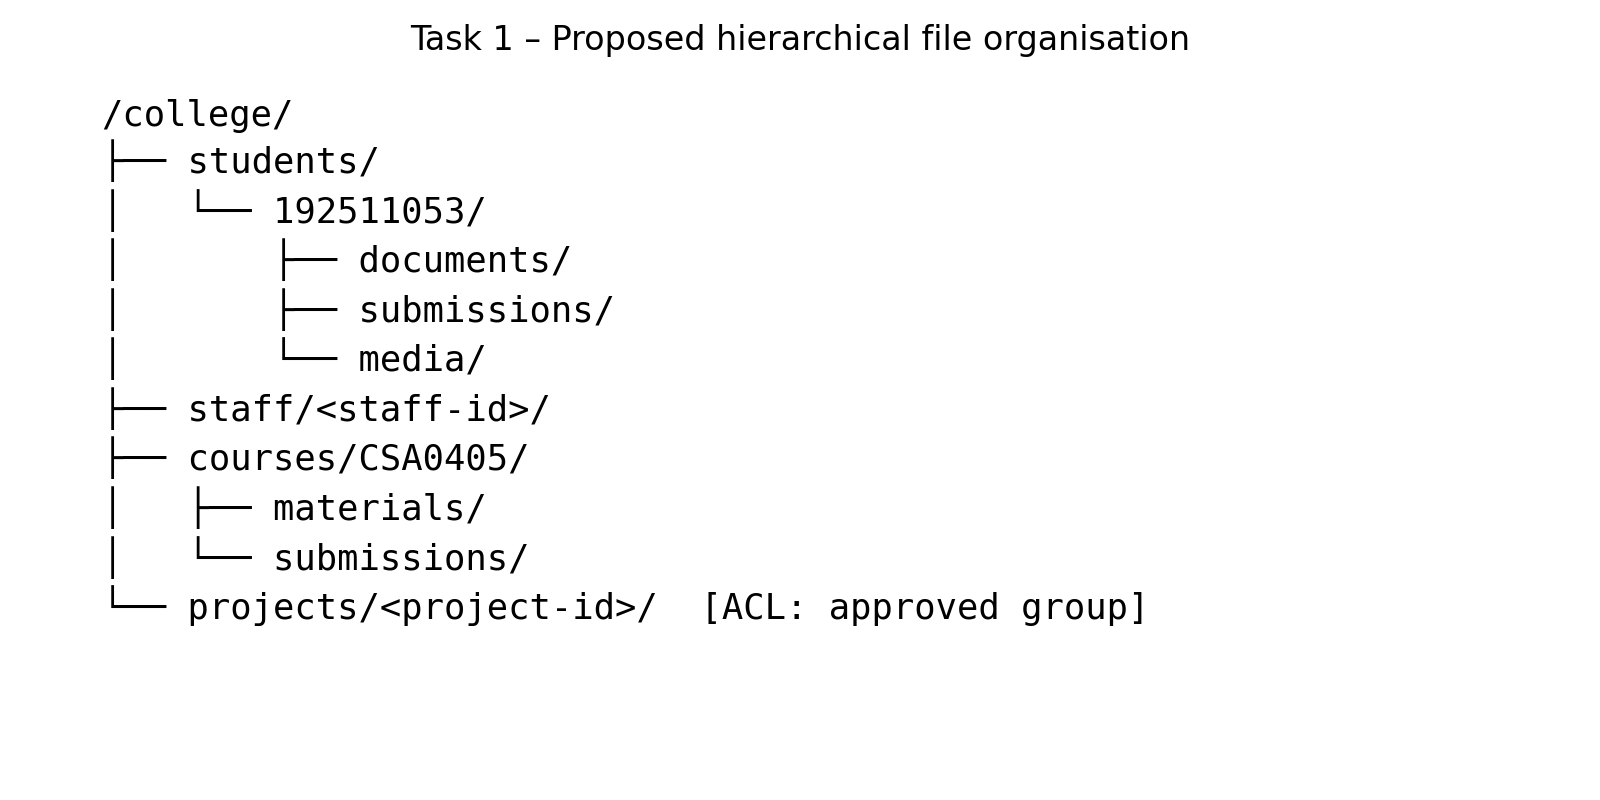 Task 1 – Proposed hierarchical file organisation
/college/
├── students/
│   └── 192511053/
│       ├── documents/
│       ├── submissions/
│       └── media/
├── staff/<staff-id>/
├── courses/CSA0405/
│   ├── materials/
│   └── submissions/
└── projects/<project-id>/  [ACL: approved group]